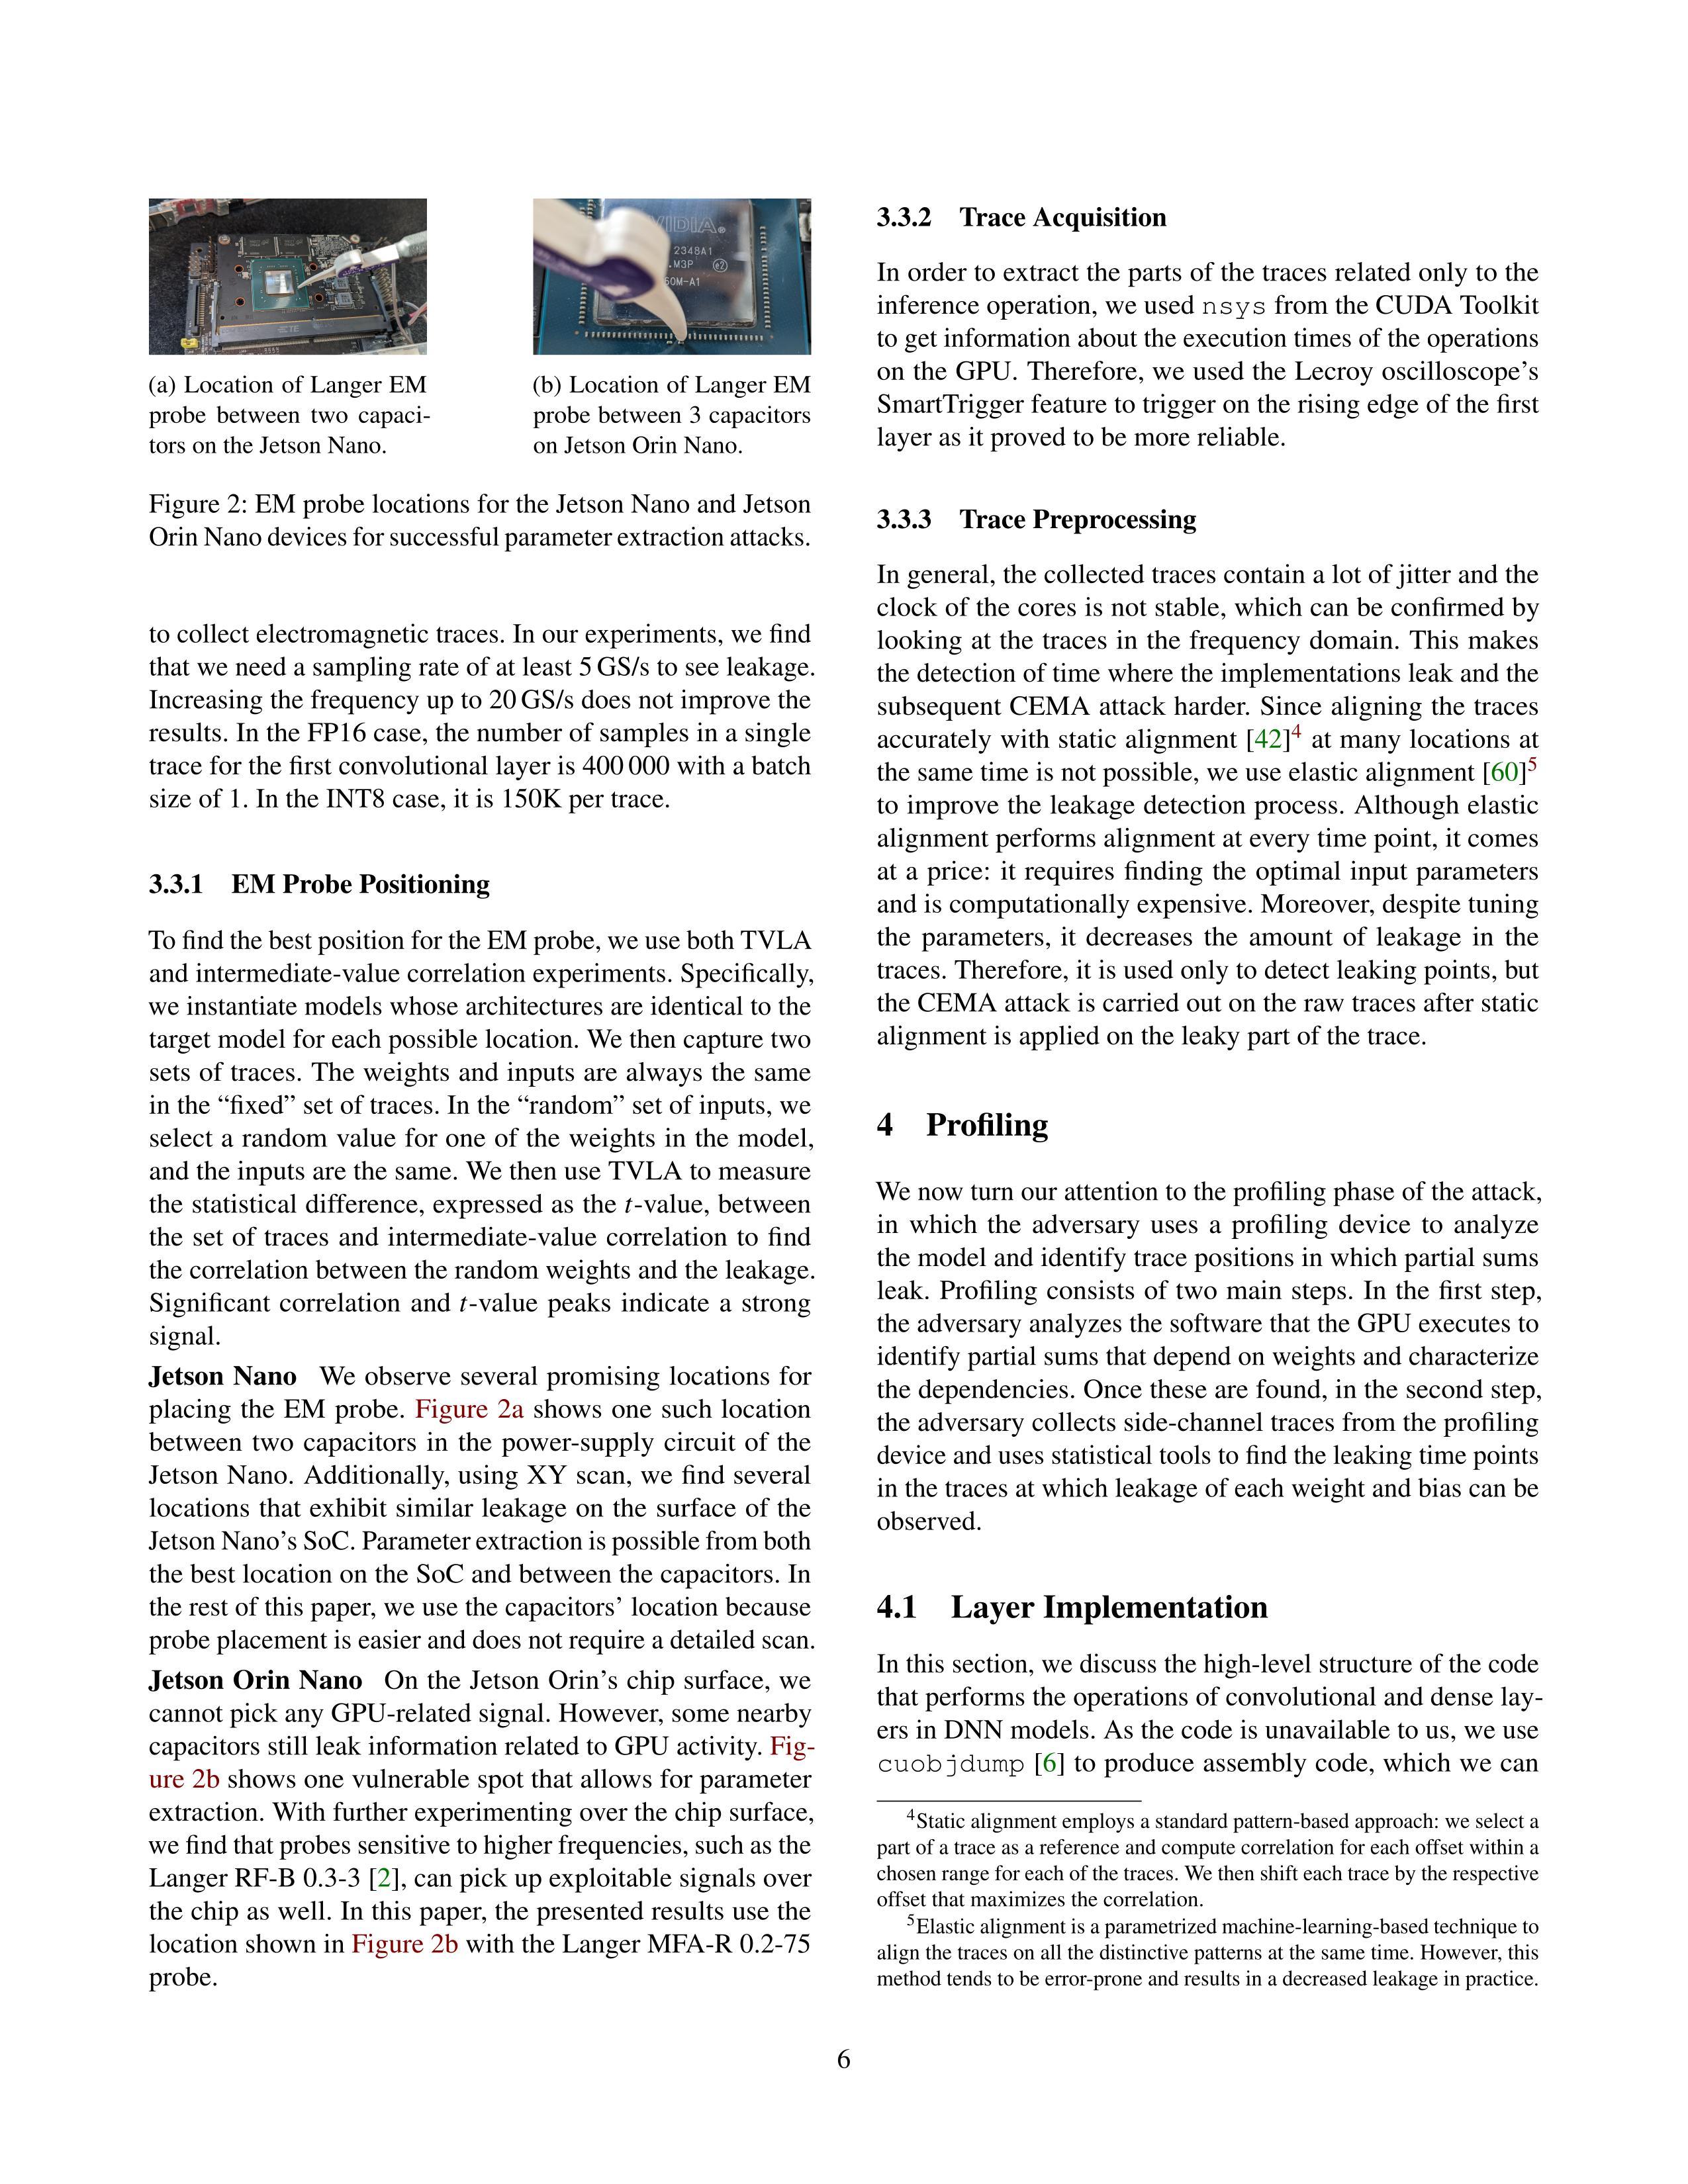 VIDIA®
2348A1
.M3P e2
50M-A1
(a) Location of Langer EM
probe between two capaci-
tors on the Jetson Nano.
(b) Location of Langer EM
probe between 3 capacitors
on Jetson Orin Nano.
Figure 2: EM probe locations for the Jetson Nano and Jetson
Orin Nano devices for successful parameter extraction attacks.
to collect electromagnetic traces. In our experiments, we find
that we need a sampling rate of at least 5 GS/s to see leakage.
Increasing the frequency up to 20 GS/s does not improve the
results. In the FP16 case, the number of samples in a single
trace for the first convolutional layer is 400 000 with a batch
size of 1. In the INT8 case, it is 150K per trace.
3.3.1 EM Probe Positioning
To find the best position for the EM probe, we use both TVLA
and intermediate-value correlation experiments. Specifically,
we instantiate models whose architectures are identical to the
target model for each possible location. We then capture two
sets of traces. The weights and inputs are always the same
in the “fixed” set of traces. In the “random” set of inputs, we
select a random value for one of the weights in the model,
and the inputs are the same. We then use TVLA to measure
the statistical difference, expressed as the t-value, between
the set of traces and intermediate-value correlation to find
the correlation between the random weights and the leakage.
Significant correlation and t-value peaks indicate a strong
signal.
Jetson Nano We observe several promising locations for
placing the EM probe. Figure 2a shows one such location
between two capacitors in the power-supply circuit of the
Jetson Nano. Additionally, using XY scan, we find several
locations that exhibit similar leakage on the surface of the
Jetson Nano’s SoC. Parameter extraction is possible from both
the best location on the SoC and between the capacitors. In
the rest of this paper, we use the capacitors’ location because
probe placement is easier and does not require a detailed scan.
Jetson Orin Nano On the Jetson Orin’s chip surface, we
cannot pick any GPU-related signal. However, some nearby
capacitors still leak information related to GPU activity. Fig-
ure 2b shows one vulnerable spot that allows for parameter
extraction. With further experimenting over the chip surface,
we find that probes sensitive to higher frequencies, such as the
Langer RF-B 0.3-3 [2], can pick up exploitable signals over
the chip as well. In this paper, the presented results use the
location shown in Figure 2b with the Langer MFA-R 0.2-75
probe.
3.3.2 Trace Acquisition
In order to extract the parts of the traces related only to the
inference operation, we used nsys from the CUDA Toolkit
to get information about the execution times of the operations
on the GPU. Therefore, we used the Lecroy oscilloscope’s
SmartTrigger feature to trigger on the rising edge of the first
layer as it proved to be more reliable.
3.3.3 Trace Preprocessing
In general, the collected traces contain a lot of jitter and the
clock of the cores is not stable, which can be confirmed by
looking at the traces in the frequency domain. This makes
the detection of time where the implementations leak and the
subsequent CEMA attack harder. Since aligning the traces
accurately with static alignment [42]4 at many locations at
the same time is not possible, we use elastic alignment [60]5
to improve the leakage detection process. Although elastic
alignment performs alignment at every time point, it comes
at a price: it requires finding the optimal input parameters
and is computationally expensive. Moreover, despite tuning
the parameters, it decreases the amount of leakage in the
traces. Therefore, it is used only to detect leaking points, but
the CEMA attack is carried out on the raw traces after static
alignment is applied on the leaky part of the trace.
4 Profiling
We now turn our attention to the profiling phase of the attack,
in which the adversary uses a profiling device to analyze
the model and identify trace positions in which partial sums
leak. Profiling consists of two main steps. In the first step,
the adversary analyzes the software that the GPU executes to
identify partial sums that depend on weights and characterize
the dependencies. Once these are found, in the second step,
the adversary collects side-channel traces from the profiling
device and uses statistical tools to find the leaking time points
in the traces at which leakage of each weight and bias can be
observed.
4.1 Layer Implementation
In this section, we discuss the high-level structure of the code
that performs the operations of convolutional and dense lay-
ers in DNN models. As the code is unavailable to us, we use
cuobjdump [6] to produce assembly code, which we can
4Static alignment employs a standard pattern-based approach: we select a
part of a trace as a reference and compute correlation for each offset within a
chosen range for each of the traces. We then shift each trace by the respective
offset that maximizes the correlation.
5Elastic alignment is a parametrized machine-learning-based technique to
align the traces on all the distinctive patterns at the same time. However, this
method tends to be error-prone and results in a decreased leakage in practice.
6